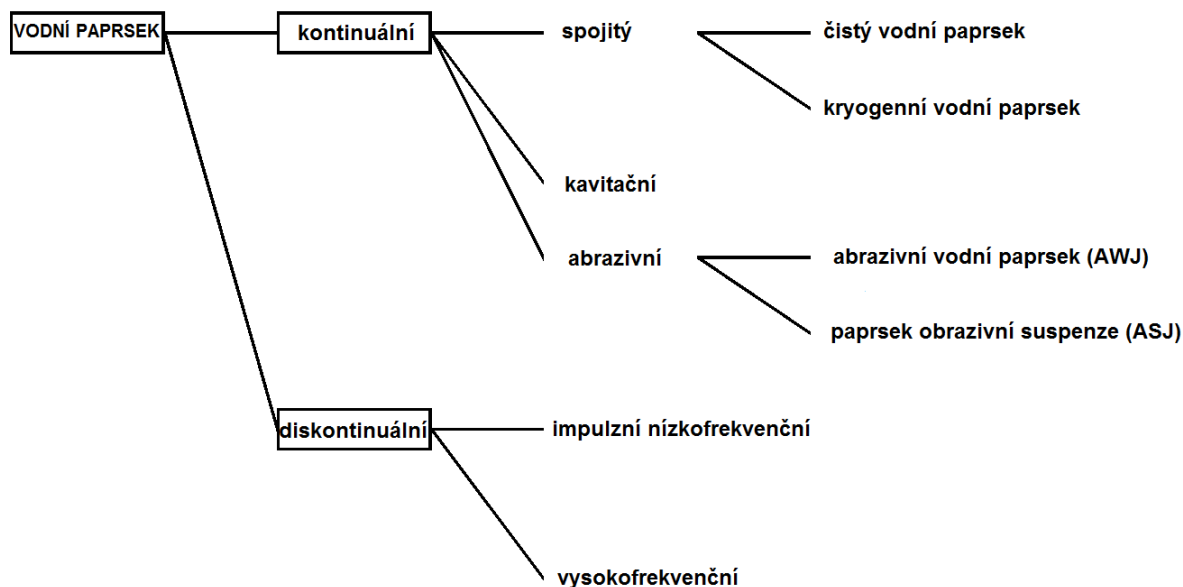 VODNÍ PAPRSEK
kontinuální
spojitý
čistý vodní paprsek
kryogenní vodní paprsek
kavitační
abrazivní
abrazivní vodní paprsek (AWJ)
paprsek obrazivní suspenze (ASJ)
diskontinuální
impulzní nízkofrekvenční
vysokofrekvenční